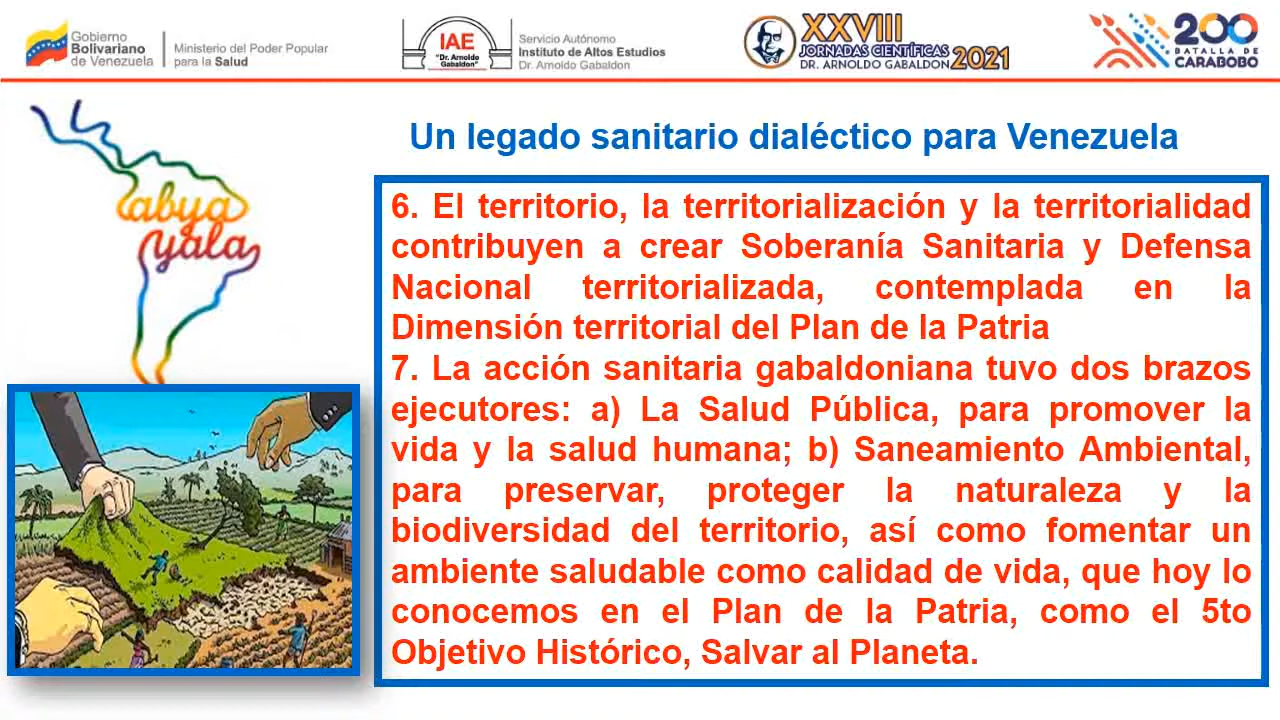 Gobierno
Bolivariano
de Venezuela
Ministerio del Poder Popular
para la Salud
IAE
"Dr. Arnoldo
Gabaldon"
Servicio Autónomo
Instituto de Altos Estudios
Dr. Arnoldo Gabaldon
XXVIII
JORNADAS CIENTÍFICAS
DR. ARNOLDO GABALDON 2021
200
BATALLA DE
CARABOBO
abya
yala
Un legado sanitario dialéctico para Venezuela
6. El territorio, la territorialización y la territorialidad
contribuyen a crear Soberanía Sanitaria y Defensa
Nacional territorializada, contemplada en la
Dimensión territorial del Plan de la Patria
7. La acción sanitaria gabaldoniana tuvo dos brazos
ejecutores: a) La Salud Pública, para promover la
vida y la salud humana; b) Saneamiento Ambiental,
para preservar, proteger la naturaleza y la
biodiversidad del territorio, así como fomentar un
ambiente saludable como calidad de vida, que hoy lo
conocemos en el Plan de la Patria, como el 5to
Objetivo Histórico, Salvar al Planeta.